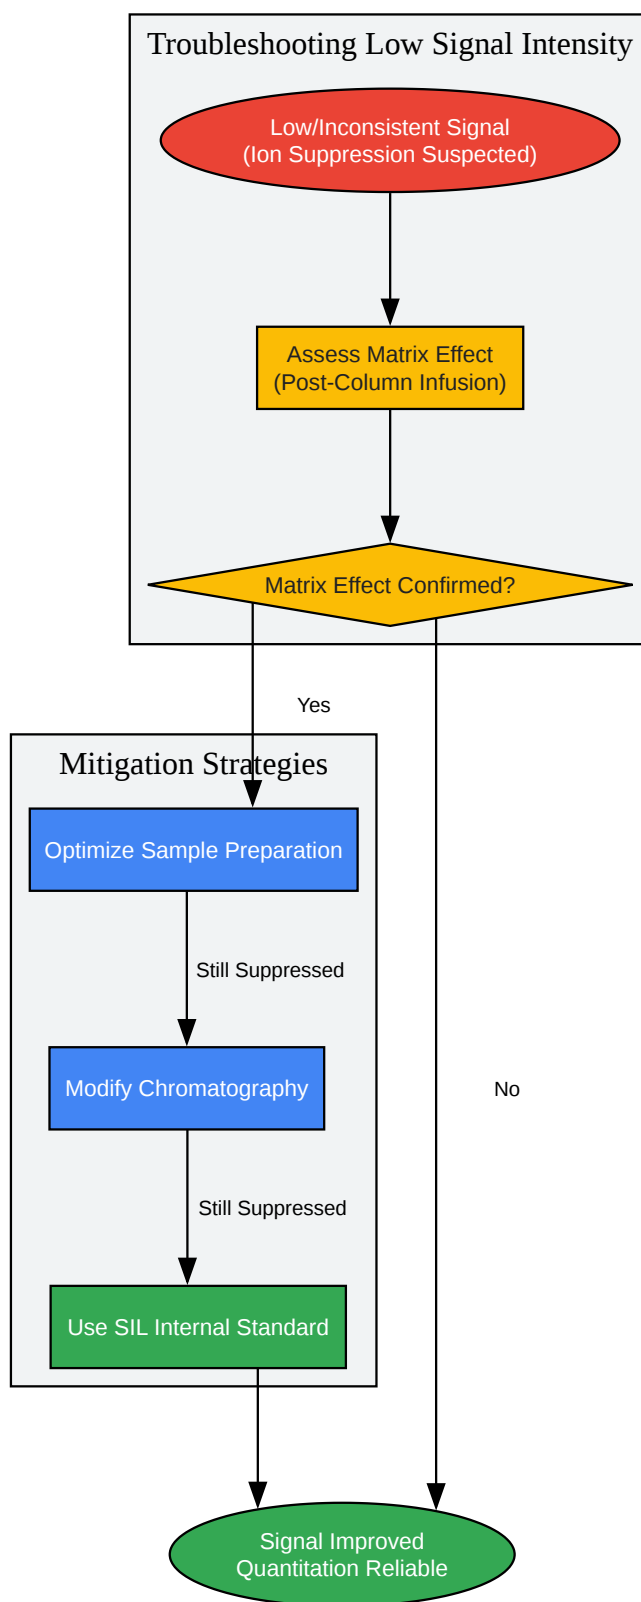 Troubleshooting Low Signal Intensity
Low/Inconsistent Signal
(Ion Suppression Suspected)
Assess Matrix Effect
(Post-Column Infusion)
Matrix Effect Confirmed?
Yes
Mitigation Strategies
Optimize Sample Preparation
Still Suppressed
Modify Chromatography
No
Still Suppressed
Use SIL Internal Standard
Signal Improved
Quantitation Reliable